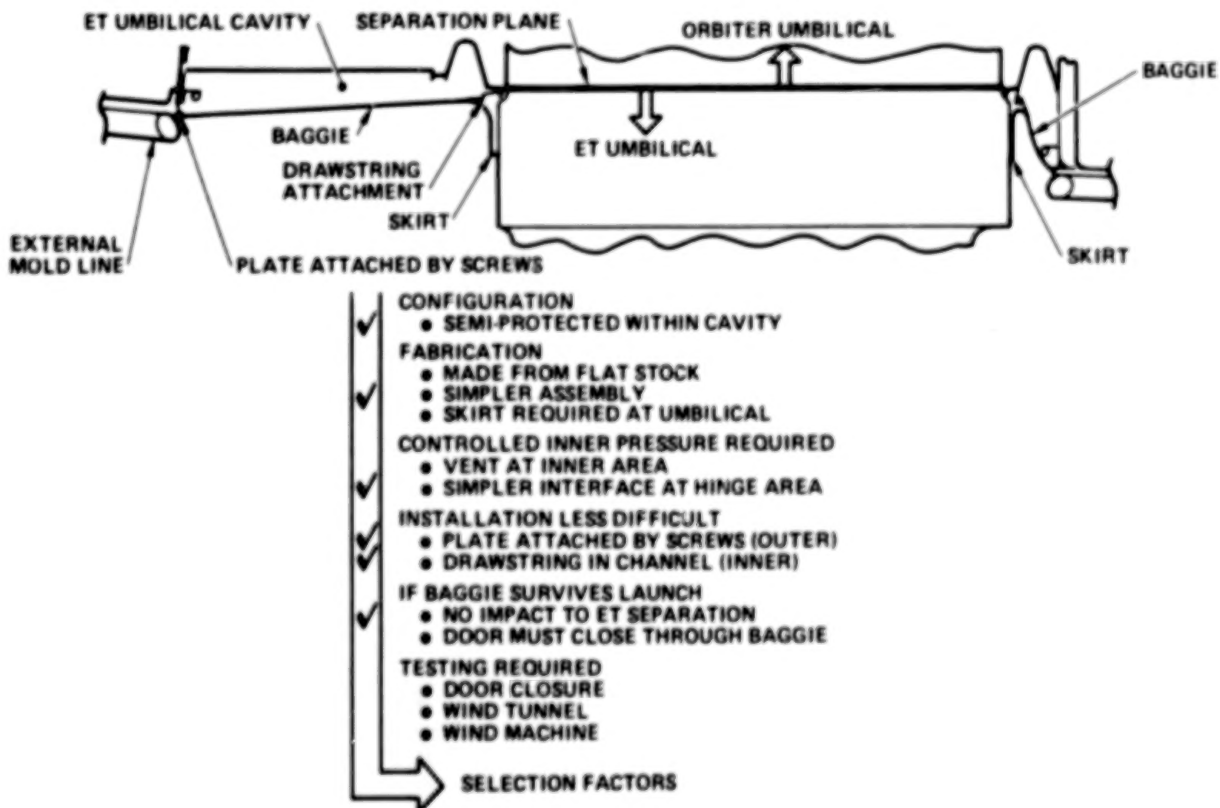 ET UMBILICAL CAVITY
SEPARATION PLANE
ORBITER UMBILICAL
BAGGIE
BAGGIE
ET UMBILICAL
DRAWSTRING
ATTACHMENT
SKIRT
SKIRT
EXTERNAL
MOLD LINE
PLATE ATTACHED BY SCREWS
CONFIGURATION
✓ • SEMI-PROTECTED WITHIN CAVITY
FABRICATION
• MADE FROM FLAT STOCK
✓ • SIMPLER ASSEMBLY
• SKIRT REQUIRED AT UMBILICAL
CONTROLLED INNER PRESSURE REQUIRED
• VENT AT INNER AREA
✓ • SIMPLER INTERFACE AT HINGE AREA
INSTALLATION LESS DIFFICULT
✓ • PLATE ATTACHED BY SCREWS (OUTER)
✓ • DRAWSTRING IN CHANNEL (INNER)
IF BAGGIE SURVIVES LAUNCH
✓ • NO IMPACT TO ET SEPARATION
• DOOR MUST CLOSE THROUGH BAGGIE
TESTING REQUIRED
• DOOR CLOSURE
• WIND TUNNEL
• WIND MACHINE
SELECTION FACTORS